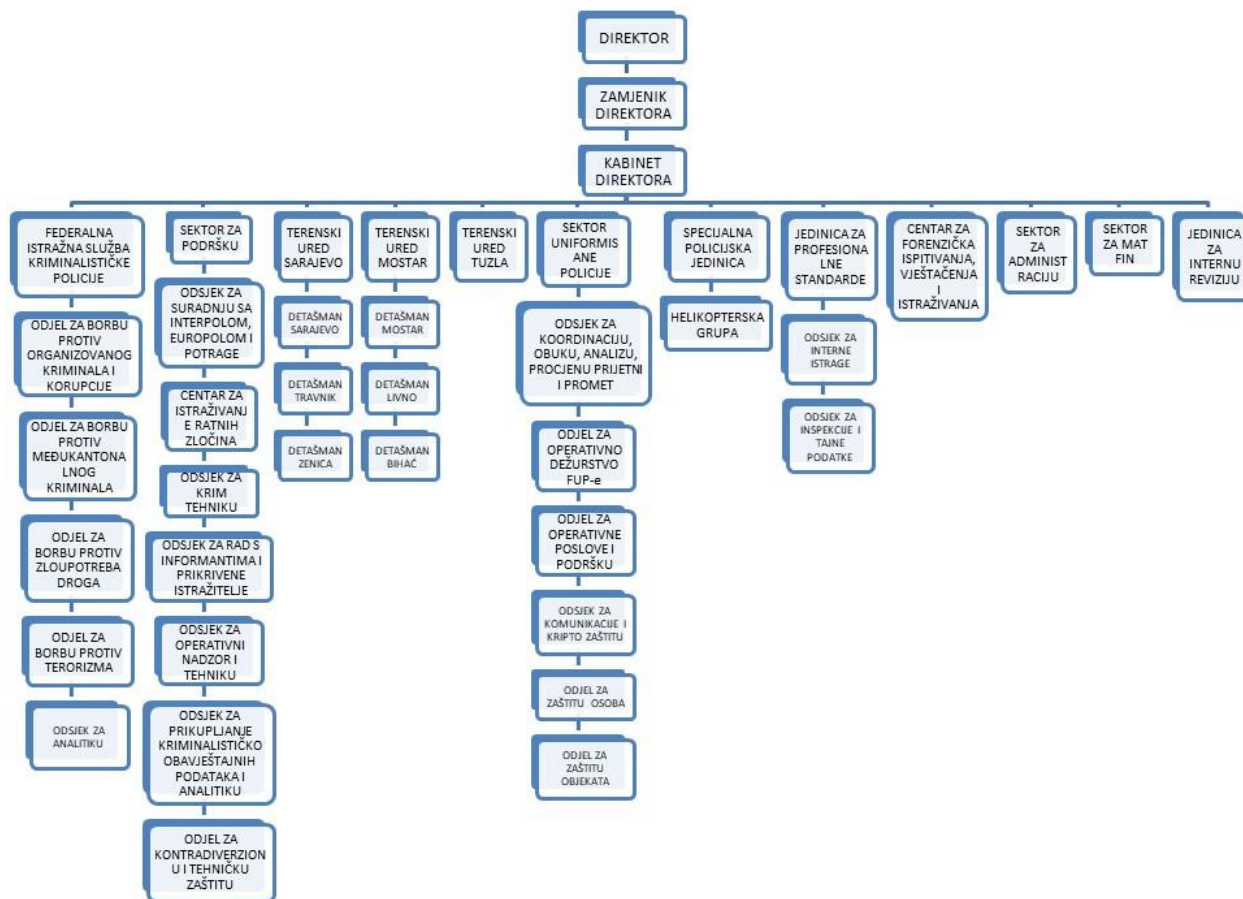 DIREKTOR
ZAMJENIK
DIREKTORA
KABINET
DIREKTORA
FEDERALNA
ISTRAŽNA SLUŽBA
KRIMINALISTIČKE
POLICIJE
ODJEL ZA BORBU
PROTIV
ORGANIZOVANOG
KRIMINALA I
KORUPCIJE
ODJEL ZA BORBU
PROTIV
MEĐUKANTONA
LNOG
KRIMINALA
ODJEL ZA
BORBU PROTIV
ZLOUPOTREBA
DROGA
ODJEL ZA
BORBU PROTIV
TERORIZMA
ODSJEK ZA
ANALITIKU
SEKTOR ZA
PODRŠKU
ODSJEK ZA
SURADNJU SA
INTERPOLOM,
EUROPOLOM I
POTRAGE
CENTAR ZA
ISTRAŽIVANJ
E RATNIH
ZLOČINA
ODSJEK ZA
KRIM
TEHNIKU
ODSJEK ZA RAD S
INFORMANTIMA I
PRIKRIVENE
ISTRAŽITELJE
ODSJEK ZA
OPERATIVNI
NADZOR I
TEHNIKU
ODSJEK ZA
PRIKUPLJANJE
KRIMINALISTIČKO
OBAVJEŠTAJNIH
PODATAKA I
ANALITIKU
ODJEL ZA
KONTRADIVERZION
U I TEHNIČKU
ZAŠTITU
TERENSKI
URED
SARAJEVO
DETAŠMAN
SARAJEVO
DETAŠMAN
TRAVNIK
DETAŠMAN
ZENICA
TERENSKI
URED
MOSTAR
DETAŠMAN
MOSTAR
DETAŠMAN
LIVNO
DETAŠMAN
BIHAĆ
TERENSKI
URED
TUZLA
SEKTOR
UNIFORMIS
ANE
POLICIJE
ODSJEK ZA
KOORDINACIJU,
OBUKU, ANALIZU,
PROCJENU PRIJETNI
I PROMET
ODJEL ZA
OPERATIVNO
DEŽURSTVO
FUP-e
ODJEL ZA
OPERATIVNE
POSLOVE I
PODRŠKU
ODSJEK ZA
KOMUNIKACIJE I
KRIPTO ZAŠTITU
ODJEL ZA
ZAŠTITU OSOBA
ODJEL ZA
ZAŠTITU
OBJEKATA
SPECIJALNA
POLICIJSKA
JEDINICA
HELIKOPTERSKA
GRUPA
JEDINICA ZA
PROFESIONA
LNE
STANDARDE
ODSJEK ZA
INTERNE
ISTRAGE
ODSJEK ZA
INSPEKCIJE I
TAJNE
PODATKE
CENTAR ZA
FORENZIČKA
ISPITIVANJA,
VJEŠTAČENJA
I
ISTRAŽIVANJA
SEKTOR
ZA
ADMINIST
RACIJU
SEKTOR
ZA MAT
FIN
JEDINICA
ZA
INTERNU
REVIZIJU